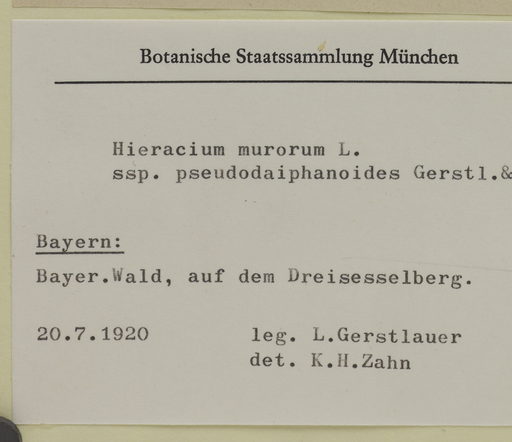 Botanische Staatssammlung München
Hieracium murorum L.
ssp. pseudodaiphanoides Gerstl.&
Bayern:
Bayer.Wald, auf dem Dreisesselberg.
20.7.1920 leg. L.Gerstlauer
det. K.H.Zahn